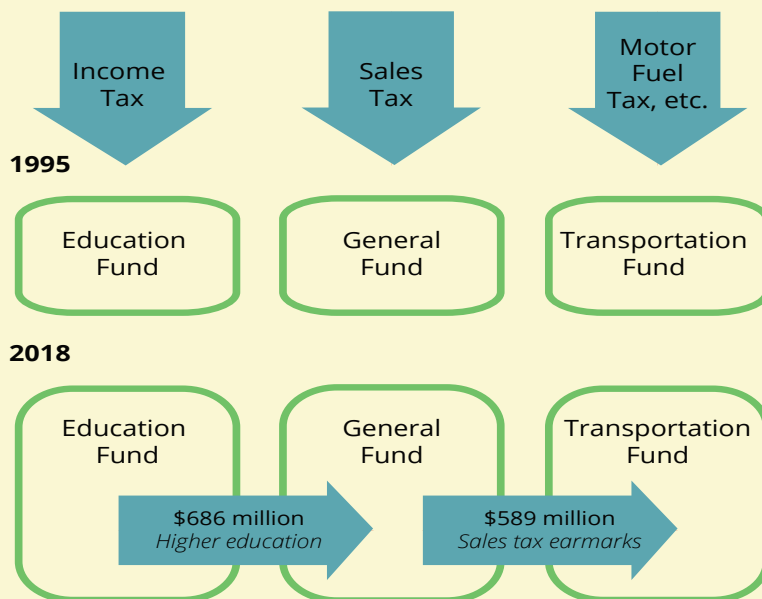 Income
Tax
Sales
Tax
Motor
Fuel
Tax, etc.
1995
Education
Fund
General
Fund
Transportation
Fund
2018
Education
Fund
General
Fund
Transportation
Fund
$686 million
Higher education
$589 million
Sales tax earmarks